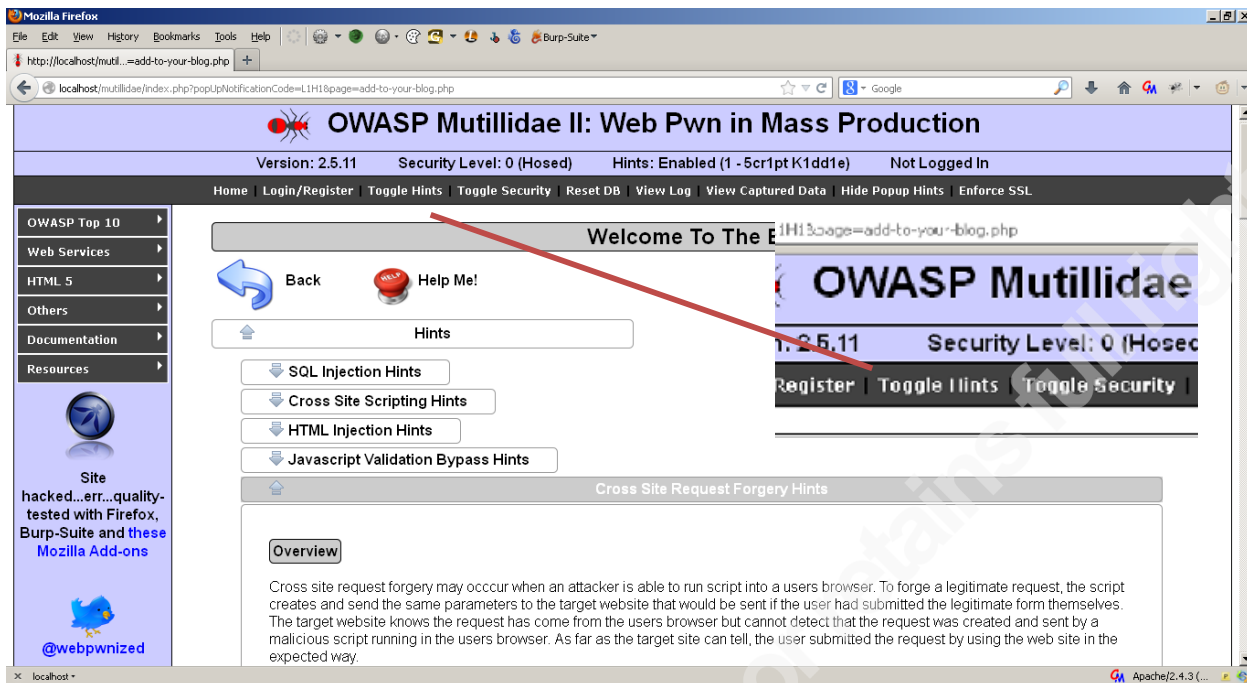 Mozilla Firefox
File Edit View History Bookmarks Tools Help Burp-Suite
http://localhost/mutil...=add-to-your-blog.php
localhost/mutillidae/index.php?popUpNotificationCode=L1H1&page=add-to-your-blog.php
Google
OWASP Mutillidae II: Web Pwn in Mass Production
Version: 2.5.11 Security Level: 0 (Hosed) Hints: Enabled (1 - 5cr1pt K1dd1e) Not Logged In
Home | Login/Register | Toggle Hints | Toggle Security | Reset DB | View Log | View Captured Data | Hide Popup Hints | Enforce SSL
OWASP Top 10
Web Services
HTML 5
Others
Documentation
Resources
Site
hacked...err...quality-
tested with Firefox,
Burp-Suite and these
Mozilla Add-ons
@webpwnized
Welcome To The
Back
HELP
Help Me!
Hints
SQL Injection Hints
Cross Site Scripting Hints
HTML Injection Hints
Javascript Validation Bypass Hints
Cross Site Request Forgery Hints
Overview
Cross site request forgery may occcur when an attacker is able to run script into a users browser. To forge a legitimate request, the script
creates and send the same parameters to the target website that would be sent if the user had submitted the legitimate form themselves.
The target website knows the request has come from the users browser but cannot detect that the request was created and sent by a
malicious script running in the users browser. As far as the target site can tell, the user submitted the request by using the web site in the
expected way.
1H1&page=add-to-your-blog.php
OWASP Mutillidae
2.5.11 Security Level: 0 (Hosed
Register | Toggle Hints | Toggle Security |
localhost
Apache/2.4.3 (...
full